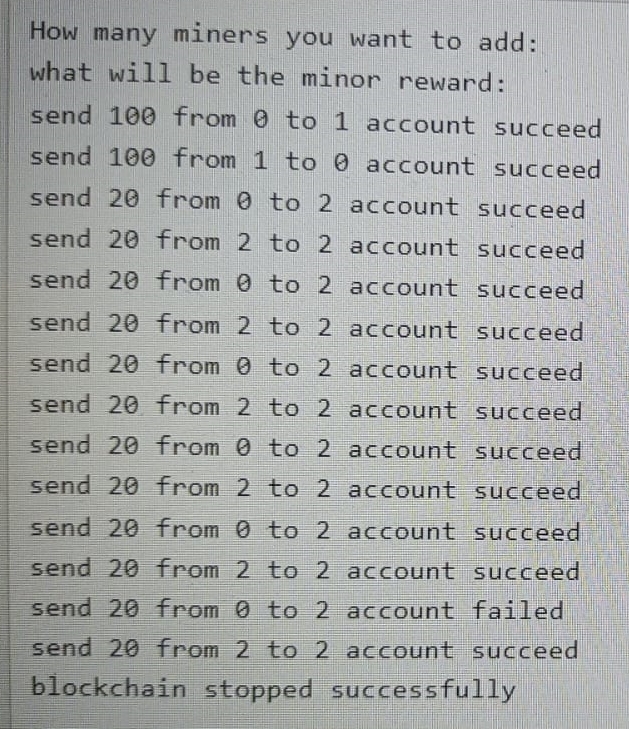 How many miners you want to add:
what will be the minor reward:
send 100 from 0 to 1 account succeed
send 100 from 1 to 0 account succeed
send 20 from 0 to 2 account succeed
send 20 from 2 to 2 account succeed
send 20 from 0 to 2 account succeed
send 20 from 2 to 2 account succeed
send 20 from 0 to 2 account succeed
send 20 from 2 to 2 account succeed
send 20 from 0 to 2 account succeed
send 20 from 2 to 2 account succeed
send 20 from 0 to 2 account succeed
send 20 from 2 to 2 account succeed
send 20 from 0 to 2 account failed
send 20 from 2 to 2 account succeed
blockchain stopped successfully